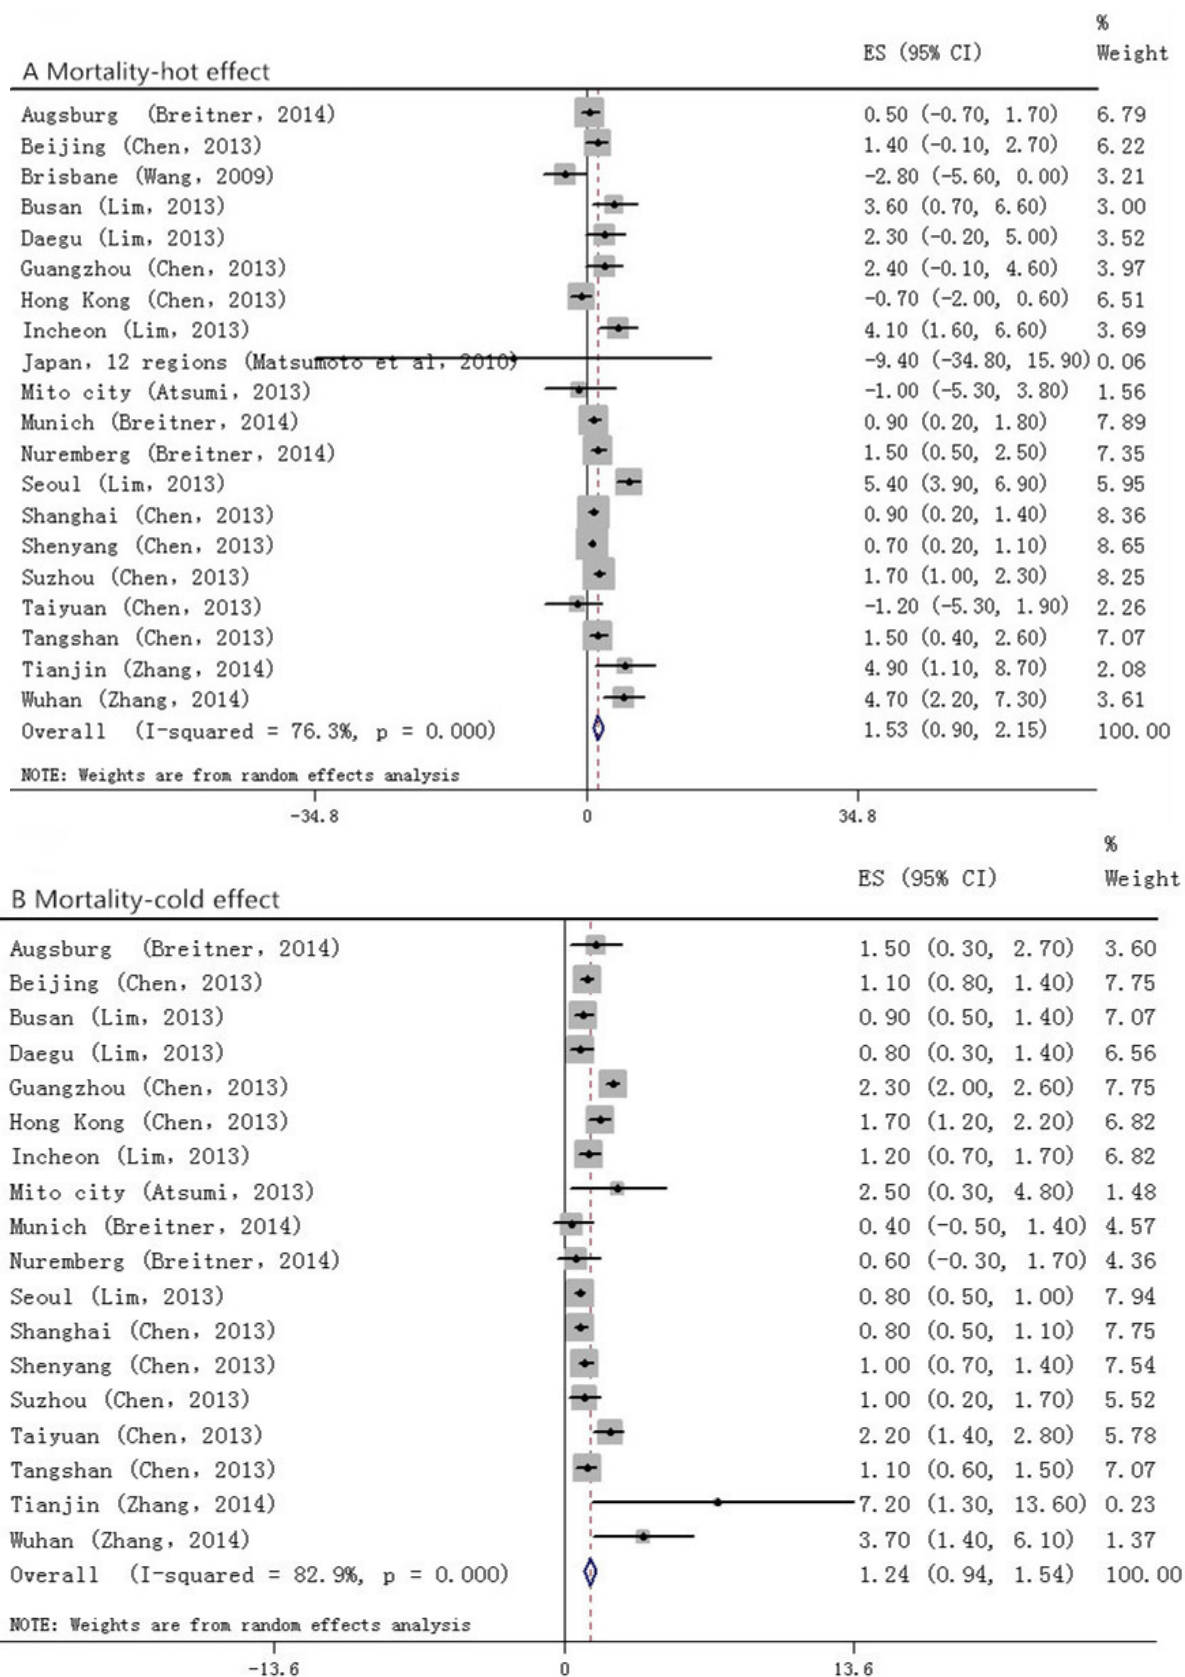 %
ES (95% CI) Weight
A Mortality-hot effect
Augsburg (Breitner, 2014) 0.50 (-0.70, 1.70) 6.79
Beijing (Chen, 2013) 1.40 (-0.10, 2.70) 6.22
Brisbane (Wang, 2009) -2.80 (-5.60, 0.00) 3.21
Busan (Lim, 2013) 3.60 (0.70, 6.60) 3.00
Daegu (Lim, 2013) 2.30 (-0.20, 5.00) 3.52
Guangzhou (Chen, 2013) 2.40 (-0.10, 4.60) 3.97
Hong Kong (Chen, 2013) -0.70 (-2.00, 0.60) 6.51
Incheon (Lim, 2013) 4.10 (1.60, 6.60) 3.69
Japan, 12 regions (Matsumoto et al, 2010) -9.40 (-34.80, 15.90) 0.06
Mito city (Atsumi, 2013) -1.00 (-5.30, 3.80) 1.56
Munich (Breitner, 2014) 0.90 (0.20, 1.80) 7.89
Nuremberg (Breitner, 2014) 1.50 (0.50, 2.50) 7.35
Seoul (Lim, 2013) 5.40 (3.90, 6.90) 5.95
Shanghai (Chen, 2013) 0.90 (0.20, 1.40) 8.36
Shenyang (Chen, 2013) 0.70 (0.20, 1.10) 8.65
Suzhou (Chen, 2013) 1.70 (1.00, 2.30) 8.25
Taiyuan (Chen, 2013) -1.20 (-5.30, 1.90) 2.26
Tangshan (Chen, 2013) 1.50 (0.40, 2.60) 7.07
Tianjin (Zhang, 2014) 4.90 (1.10, 8.70) 2.08
Wuhan (Zhang, 2014) 4.70 (2.20, 7.30) 3.61
Overall (I-squared = 76.3%, p = 0.000) 1.53 (0.90, 2.15) 100.00
NOTE: Weights are from random effects analysis
-34.8 0 34.8
%
ES (95% CI) Weight
B Mortality-cold effect
Augsburg (Breitner, 2014) 1.50 (0.30, 2.70) 3.60
Beijing (Chen, 2013) 1.10 (0.80, 1.40) 7.75
Busan (Lim, 2013) 0.90 (0.50, 1.40) 7.07
Daegu (Lim, 2013) 0.80 (0.30, 1.40) 6.56
Guangzhou (Chen, 2013) 2.30 (2.00, 2.60) 7.75
Hong Kong (Chen, 2013) 1.70 (1.20, 2.20) 6.82
Incheon (Lim, 2013) 1.20 (0.70, 1.70) 6.82
Mito city (Atsumi, 2013) 2.50 (0.30, 4.80) 1.48
Munich (Breitner, 2014) 0.40 (-0.50, 1.40) 4.57
Nuremberg (Breitner, 2014) 0.60 (-0.30, 1.70) 4.36
Seoul (Lim, 2013) 0.80 (0.50, 1.00) 7.94
Shanghai (Chen, 2013) 0.80 (0.50, 1.10) 7.75
Shenyang (Chen, 2013) 1.00 (0.70, 1.40) 7.54
Suzhou (Chen, 2013) 1.00 (0.20, 1.70) 5.52
Taiyuan (Chen, 2013) 2.20 (1.40, 2.80) 5.78
Tangshan (Chen, 2013) 1.10 (0.60, 1.50) 7.07
Tianjin (Zhang, 2014) 7.20 (1.30, 13.60) 0.23
Wuhan (Zhang, 2014) 3.70 (1.40, 6.10) 1.37
Overall (I-squared = 82.9%, p = 0.000) 1.24 (0.94, 1.54) 100.00
NOTE: Weights are from random effects analysis
-13.6 0 13.6